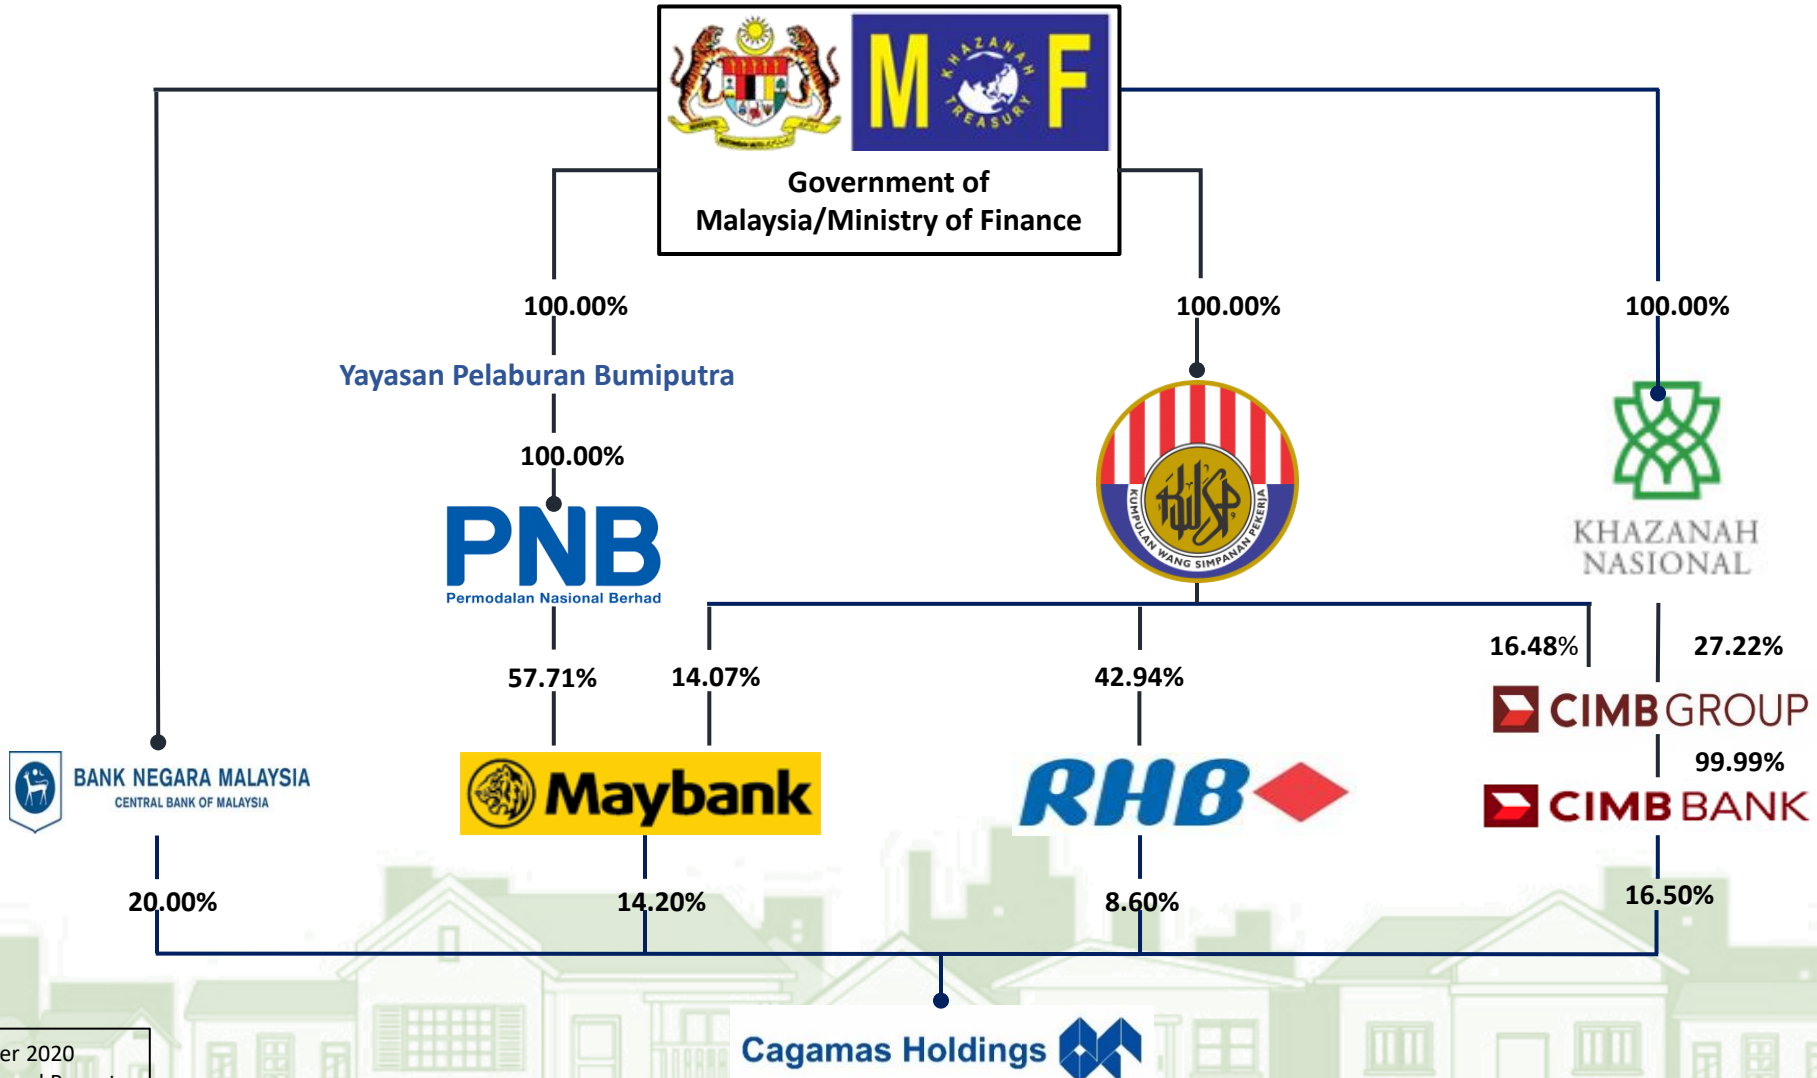 M F
KHAZANAH
TREASURY
Government of
Malaysia/Ministry of Finance
100.00%
100.00%
100.00%
Yayasan Pelaburan Bumiputra
100.00%
PNB
Permodalan Nasional Berhad
KUMPULAN WANG SIMPANAN PEKERJA
KHAZANAH
NASIONAL
57.71%
14.07%
42.94%
16.48%
27.22%
CIMB GROUP
99.99%
CIMB BANK
BANK NEGARA MALAYSIA
CENTRAL BANK OF MALAYSIA
Maybank
RHB
20.00%
14.20%
8.60%
16.50%
Cagamas Holdings
er 2020